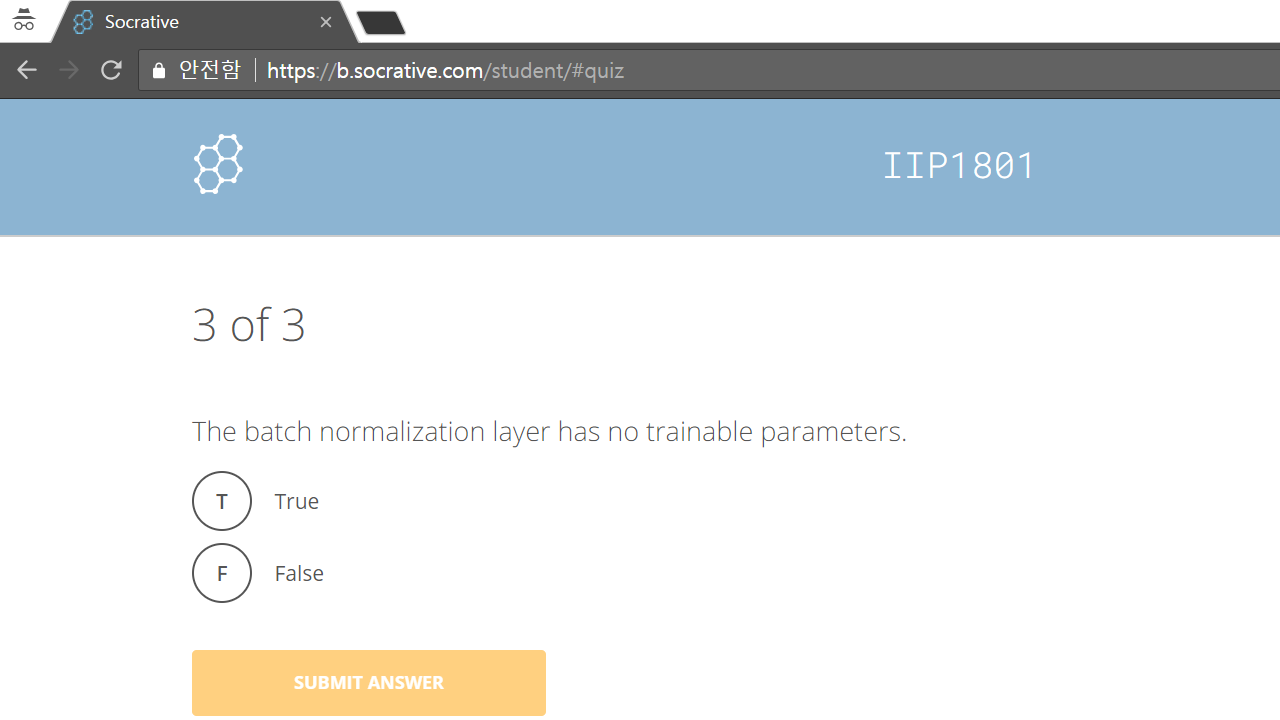 Socrative
안전함 https://b.socrative.com/student/#quiz
IIP1801
3 of 3
The batch normalization layer has no trainable parameters.
T True
F False
SUBMIT ANSWER